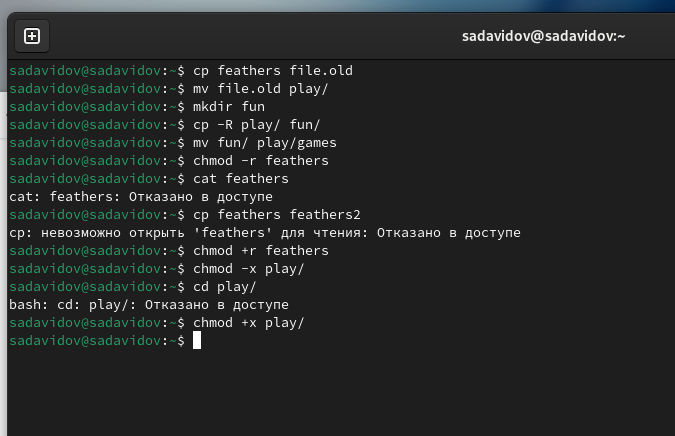 sadavidov@sadavidov:~
sadavidov@sadavidov:~$ cp feathers file.old
sadavidov@sadavidov:~$ mv file.old play/
sadavidov@sadavidov:~$ mkdir fun
sadavidov@sadavidov:~$ cp -R play/ fun/
sadavidov@sadavidov:~$ mv fun/ play/games
sadavidov@sadavidov:~$ chmod -r feathers
sadavidov@sadavidov:~$ cat feathers
cat: feathers: Отказано в доступе
sadavidov@sadavidov:~$ cp feathers feathers2
cp: невозможно открыть 'feathers' для чтения: Отказано в доступе
sadavidov@sadavidov:~$ chmod +r feathers
sadavidov@sadavidov:~$ chmod -x play/
sadavidov@sadavidov:~$ cd play/
bash: cd: play/: Отказано в доступе
sadavidov@sadavidov:~$ chmod +x play/
sadavidov@sadavidov:~$